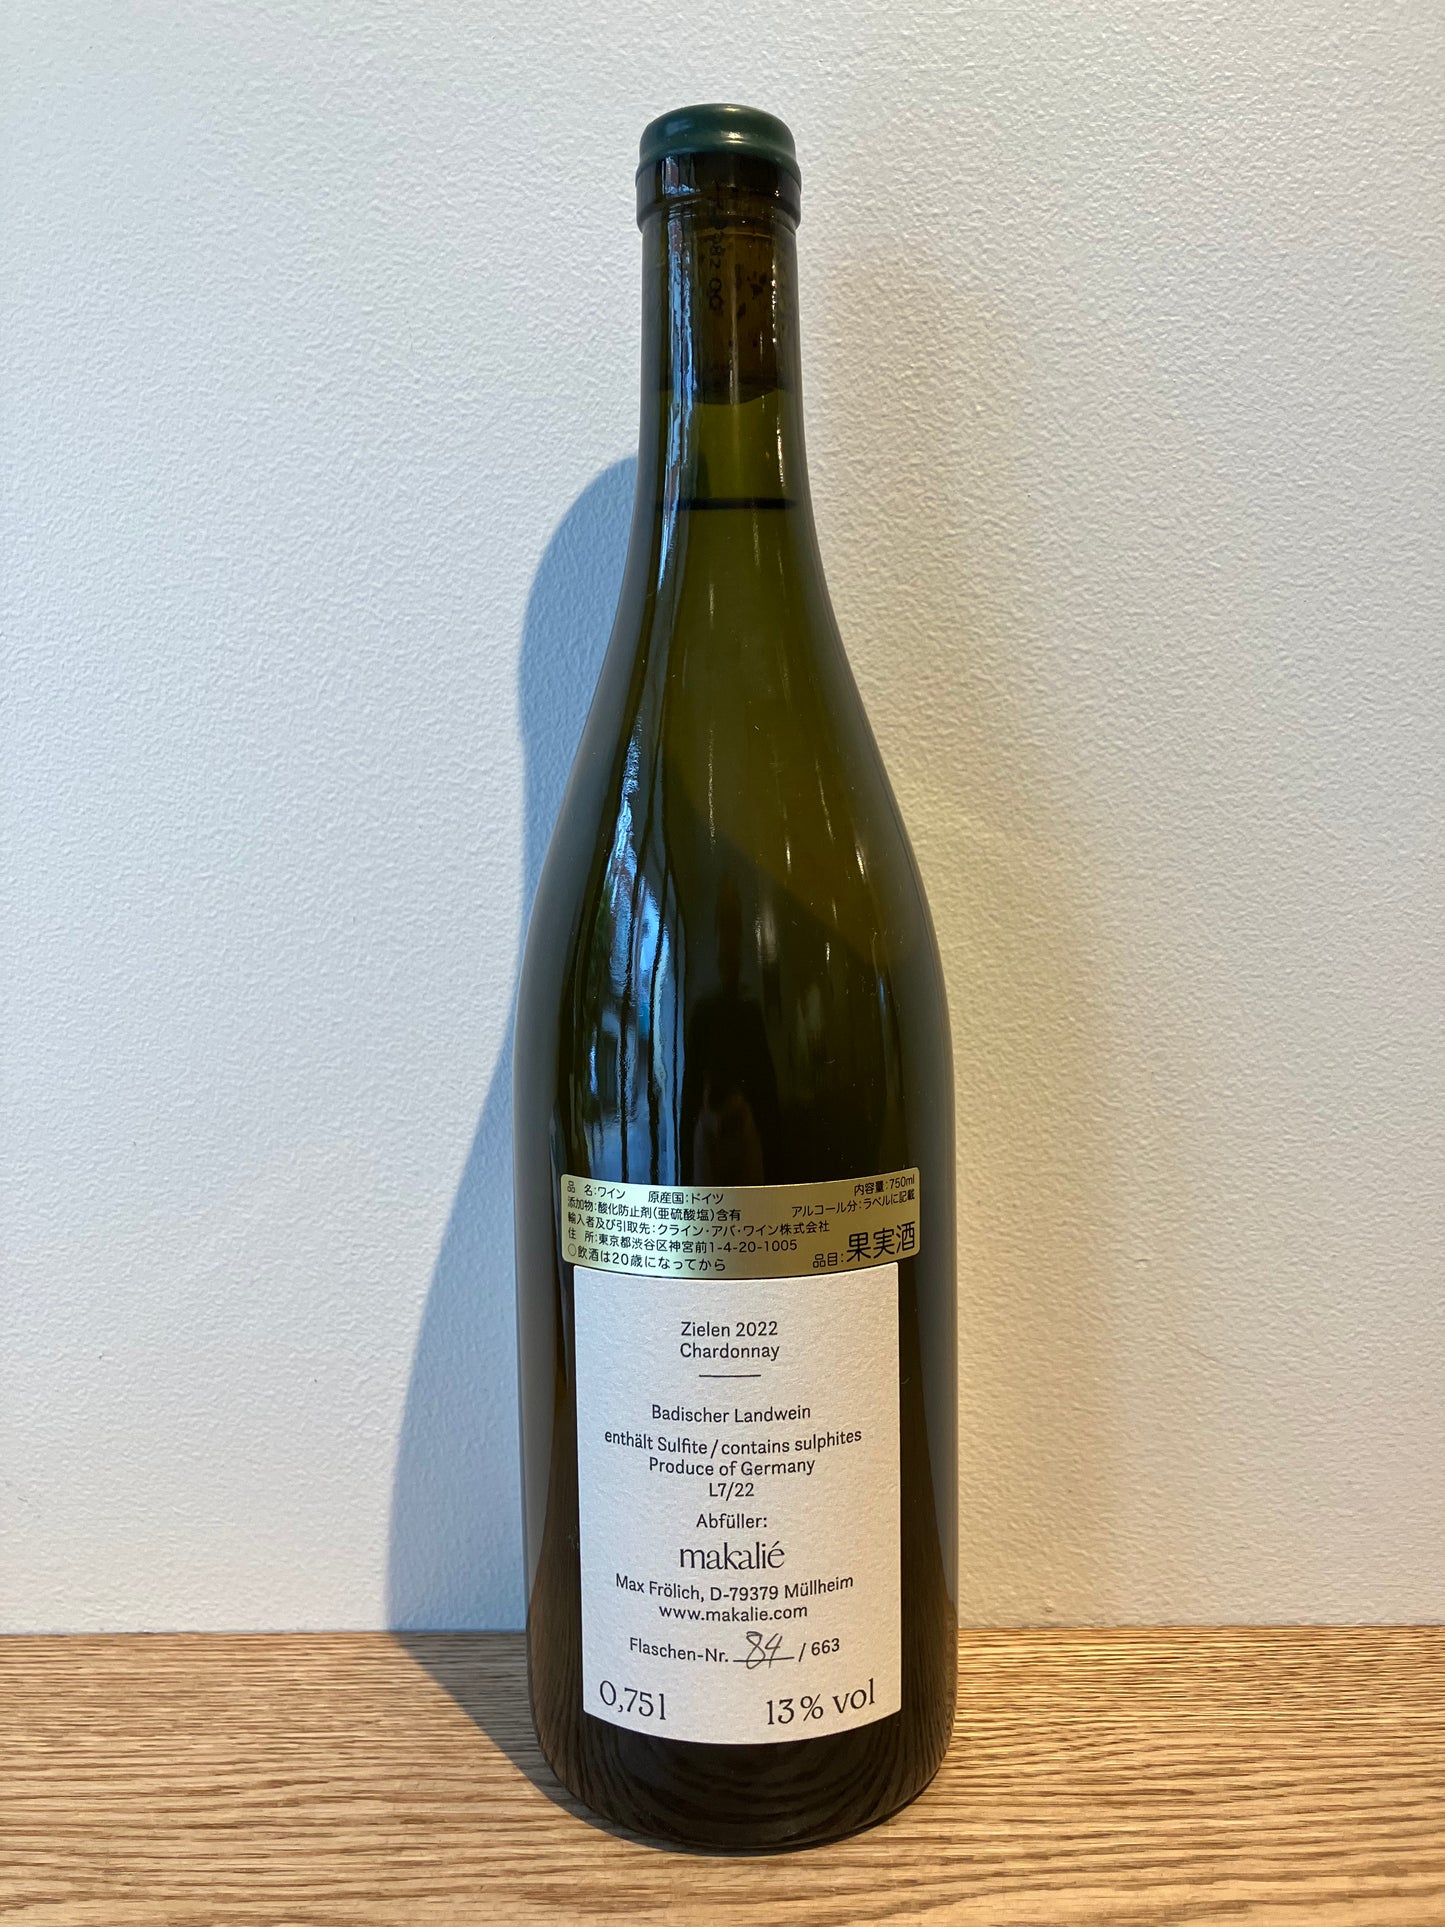 品　名:ワイン　原産国:ドイツ　内容量:750ml
添加物:酸化防止剤(亜硫酸塩)含有　アルコール分:ラベルに記載
輸入者及び引取先:クライン・アバ・ワイン株式会社
住　所:東京都渋谷区神宮前1-4-20-1005
○飲酒は20歳になってから　品目:果実酒
Zielen 2022
Chardonnay
Badischer Landwein
enthält Sulfite / contains sulphites
Produce of Germany
L7/22
Abfüller:
makalié
Max Frölich, D-79379 Müllheim
www.makalie.com
Flaschen-Nr. 84 / 663
0,75 l　13 % vol